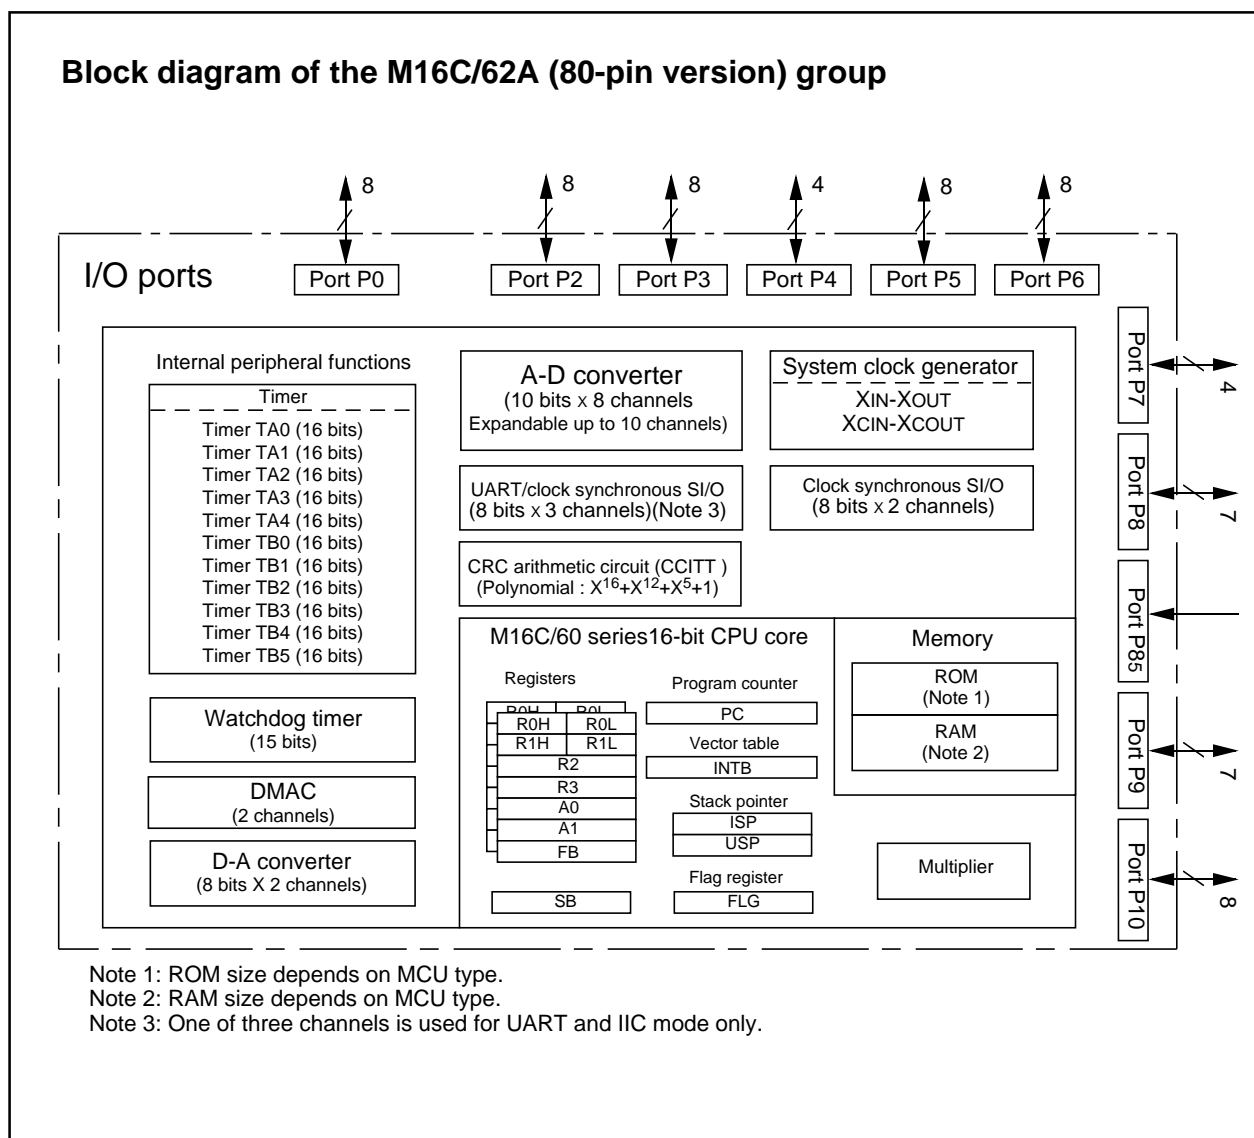 Block diagram of the M16C/62A (80-pin version) group
8
8
8
4
8
8
I/O ports
Port P0
Port P2
Port P3
Port P4
Port P5
Port P6
Port P7
4
Port P8
7
Port P85
Port P9
7
Port P10
8
Internal peripheral functions
Timer
Timer TA0 (16 bits)
Timer TA1 (16 bits)
Timer TA2 (16 bits)
Timer TA3 (16 bits)
Timer TA4 (16 bits)
Timer TB0 (16 bits)
Timer TB1 (16 bits)
Timer TB2 (16 bits)
Timer TB3 (16 bits)
Timer TB4 (16 bits)
Timer TB5 (16 bits)
Watchdog timer
(15 bits)
DMAC
(2 channels)
D-A converter
(8 bits X 2 channels)
A-D converter
(10 bits x 8 channels
Expandable up to 10 channels)
UART/clock synchronous SI/O
(8 bits x 3 channels)(Note 3)
CRC arithmetic circuit (CCITT )
(Polynomial : X16+X12+X5+1)
System clock generator
XIN-XOUT
XCIN-XCOUT
Clock synchronous SI/O
(8 bits x 2 channels)
M16C/60 series16-bit CPU core
Registers
R0H R0L
R0H R0L
R1H R1L
R2
R3
A0
A1
FB
SB
Program counter
PC
Vector table
INTB
Stack pointer
ISP
USP
Flag register
FLG
Memory
ROM
(Note 1)
RAM
(Note 2)
Multiplier
Note 1: ROM size depends on MCU type.
Note 2: RAM size depends on MCU type.
Note 3: One of three channels is used for UART and IIC mode only.